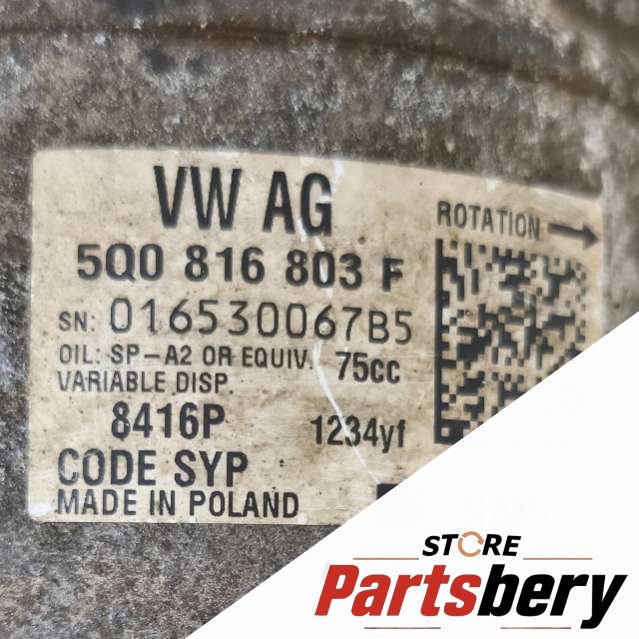 VW AG
5Q0 816 803 F
SN: 016530067B5
OIL: SP-A2 OR EQUIV. 75cc
VARIABLE DISP.
8416P 1234yf
CODE SYP
MADE IN POLAND
ROTATION
STORE
Partsbery